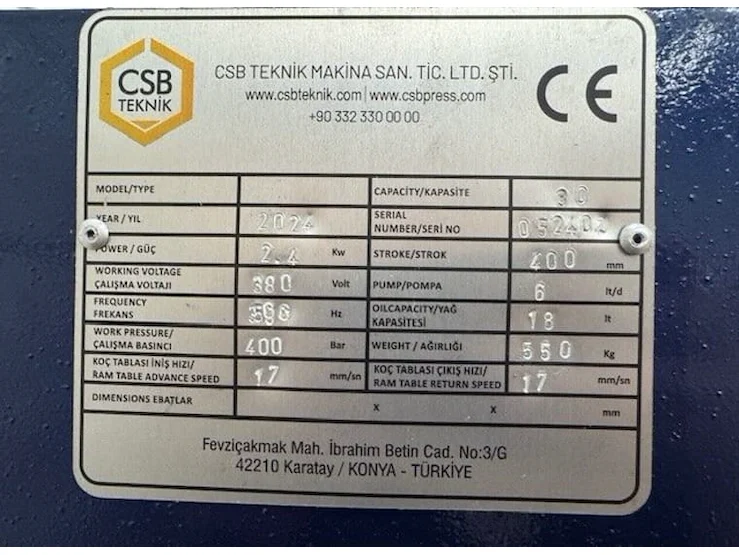 CSB
TEKNİK
CSB TEKNİK MAKİNA SAN. TİC. LTD. ŞTİ.
www.csbteknik.com | www.csbpress.com
+90 332 330 00 00
CE
MODEL/TYPE CAPACITY/KAPASİTE 30
YEAR / YIL 2024 SERIAL NUMBER/SERİ NO 052402
POWER / GÜÇ 2.4 Kw STROKE/STROK 400 mm
WORKING VOLTAGE ÇALIŞMA VOLTAJI 380 Volt PUMP/POMPA 6 lt/d
FREQUENCY FREKANS Hz OILCAPACITY/YAĞ KAPASİTESİ 18 lt
WORK PRESSURE/ ÇALIŞMA BASINCI 400 Bar WEIGHT / AĞIRLIĞI 550 Kg
KOÇ TABLASI İNİŞ HIZI/ RAM TABLE ADVANCE SPEED 17 mm/sn KOÇ TABLASI ÇIKIŞ HIZI/ RAM TABLE RETURN SPEED 17 mm/sn
DIMENSIONS EBATLAR x x mm
Fevziçakmak Mah. İbrahim Betin Cad. No:3/G
42210 Karatay / KONYA - TÜRKİYE